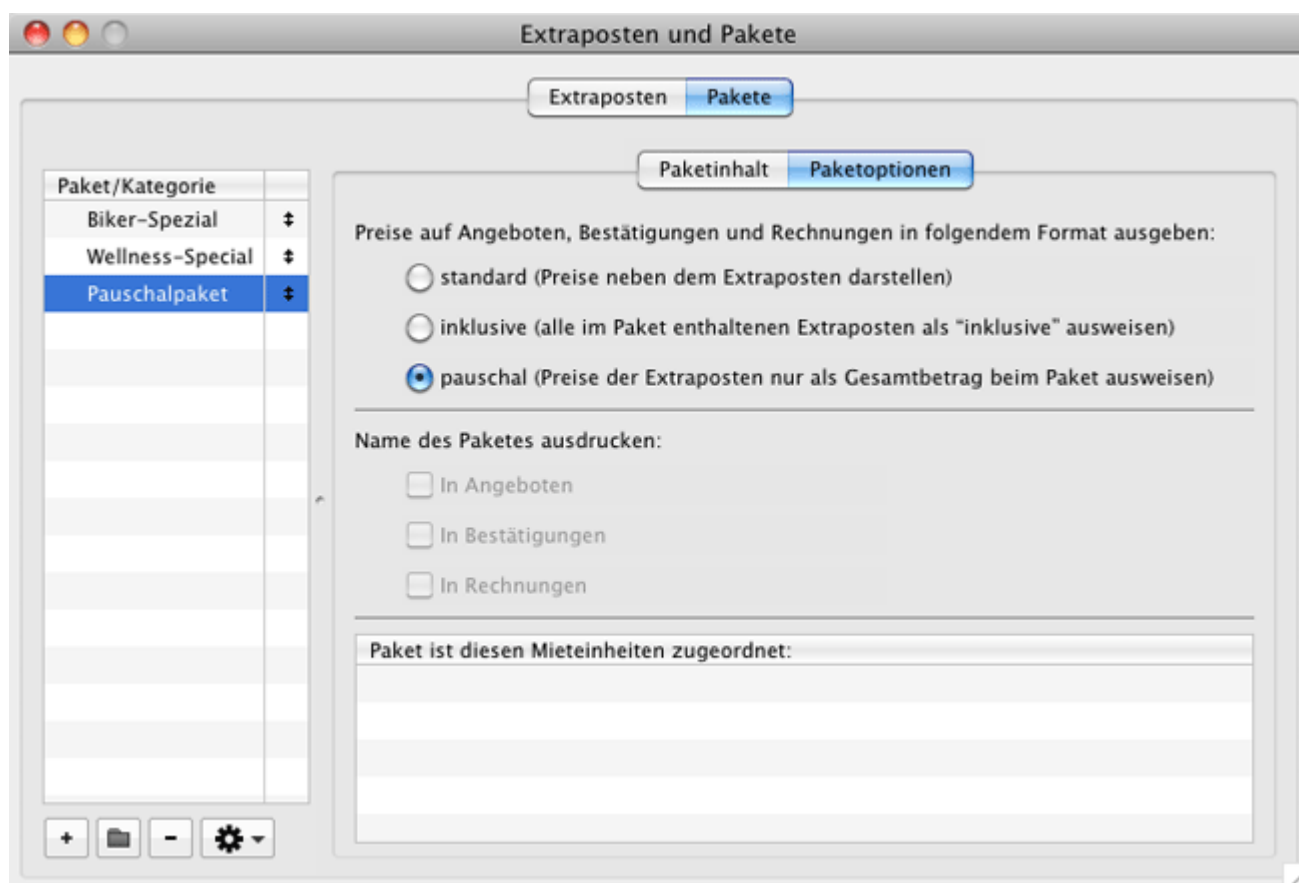 Extraposten und Pakete
Extraposten Pakete
Paketinhalt Paketoptionen
Paket/Kategorie
Biker-Spezial
Wellness-Special
Pauschalpaket
Preise auf Angeboten, Bestätigungen und Rechnungen in folgendem Format ausgeben:
standard (Preise neben dem Extraposten darstellen)
inklusive (alle im Paket enthaltenen Extraposten als “inklusive” ausweisen)
pauschal (Preise der Extraposten nur als Gesamtbetrag beim Paket ausweisen)
Name des Paketes ausdrucken:
In Angeboten
In Bestätigungen
In Rechnungen
Paket ist diesen Mieteinheiten zugeordnet: